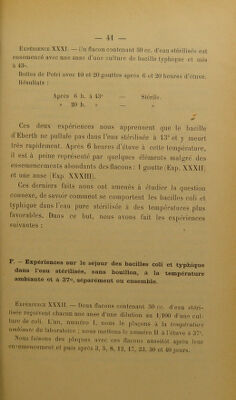 — 41 —
Expérience XXXI. — Un flacon contenant 50 cc. d'eau stérilisée est
ensemencé avec une anse d'une culture de bacille typhique et mis
à 43°.
Boîtes de Petri avec 10 et 20 gouttes après 6 et 20 heures d'étuve.
Résultats :
Après 6 h. à 43° — Stérile.
» 20 h. » — »
Ces deux expériences nous apprennent que le bacille
d'Eberth ne pullule pas dans l'eau stérilisée à 43° et y meurt
très rapidement. Après 6 heures d'étuve à cette température,
il est à peine représenté par quelques éléments malgré des
ensemencements abondants des flacons : 1 goutte (Exp. XXXII)
et une anse (Exp. XXXIII).
Ces derniers faits nous ont amenés à étudier la question
connexe, de savoir comment se comportent les bacilles coli et
typhique dans l'eau pure stérilisée à des températures plus
favorables. Dans ce but, nous avons fait les expériences
suivantes :
F. — Expériences sur le séjour des bacilles coli et typhique
dans l'eau stérilisée, sans bouillon, à la température
ambiante et à 37°, séparément ou ensemble.
Expérience XXXII. — Deux flacons contenant 50 cc. d'eau stéri-
lisée reçoivent chacun une anse d'une dilution au 1/100 d'une cul-
ture de coli. L'un, numéro I, nous le plaçons à la température
ambiante du laboratoire ; nous mettons le numéro II à l'étuve à 37°.
Nous faisons des plaques avec ces flacons aussitôt après leur
ensemencement et puis après 3, 5, 8, 12, 17, 23, 30 et 40 jours.